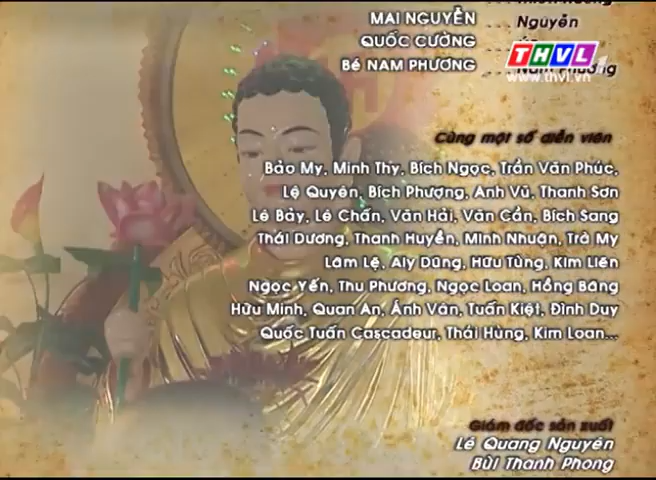 MAI NGUYỄN .... Nguyễn
QUỐC CƯỜNG ....
BÉ NAM PHƯƠNG .... Nam Phương
THVL1
www.thvl.vn
Cùng một số diễn viên
Bảo My, Minh Thy, Bích Ngọc, Trần Văn Phúc,
Lệ Quyên, Bích Phượng, Anh Vũ, Thanh Sơn
Lê Bảy, Lê Chẩn, Văn Hải, Văn Cần, Bích Sang
Thái Dương, Thanh Huyền, Minh Nhuận, Trà My
Lâm Lệ, Aly Dũng, Hữu Tùng, Kim Liên
Ngọc Yến, Thu Phương, Ngọc Loan, Hồng Băng
Hữu Minh, Quan An, Ánh Vân, Tuấn Kiệt, Đình Duy
Quốc Tuấn Cascadeur, Thái Hùng, Kim Loan...
Giám đốc sản xuất
Lê Quang Nguyên
Bùi Thanh Phong